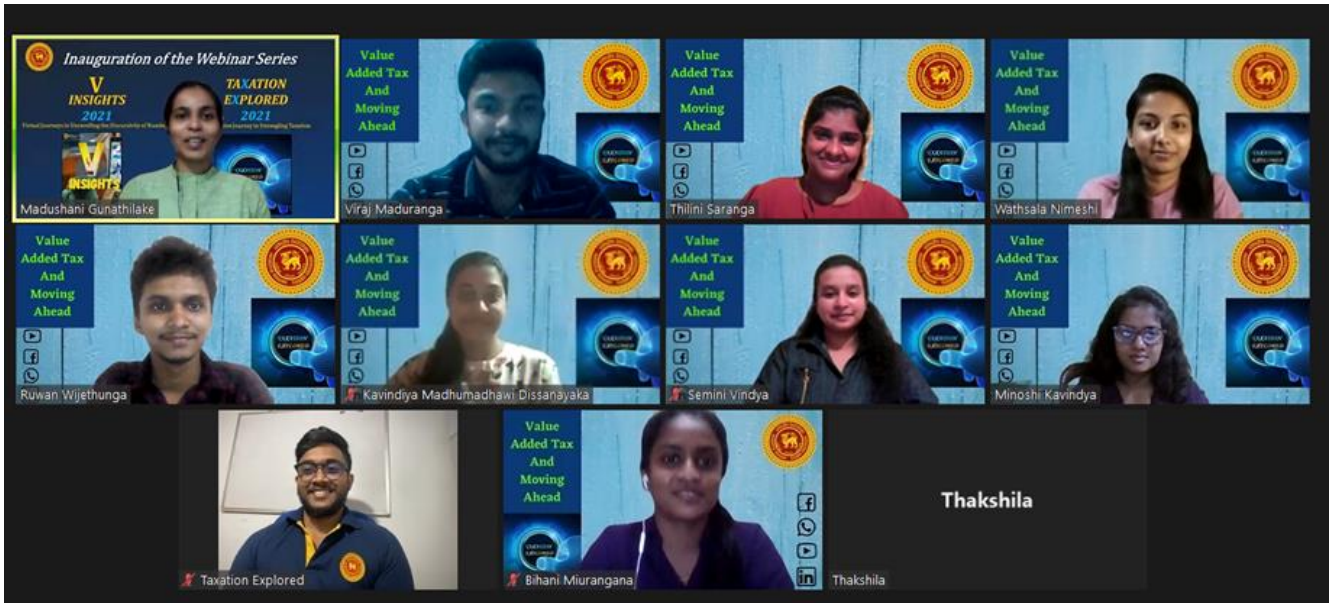 Inauguration of the Webinar Series
V
INSIGHTS
2021
TAXATION
EXPLORED
2021
V
INSIGHTS
Madushani Gunathilake
Value
Added Tax
And
Moving
Ahead
Viraj Maduranga
Value
Added Tax
And
Moving
Ahead
Thilini Saranga
Value
Added Tax
And
Moving
Ahead
Wathsala Nimeshi
Value
Added Tax
And
Moving
Ahead
Ruwan Wijethunga
Value
Added Tax
And
Moving
Ahead
Kavindiya Madhumadhawi Dissanayaka
Value
Added Tax
And
Moving
Ahead
Semini Vindya
Value
Added Tax
And
Moving
Ahead
Minoshi Kavindya
Taxation Explored
Value
Added Tax
And
Moving
Ahead
in
Bihani Miurangana
Thakshila
Thakshila